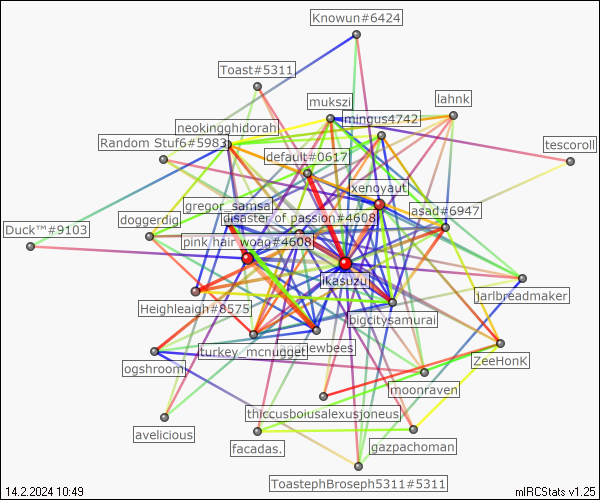 Knowun#6424
Toast#5311
mukszi
lahnk
neokingghidorah
mingus4742
Random Stuf6#5983
tescoroll
default#0617
xenoyaut
gregor_samsa
asad#6947
disaster of passion#4608
doggerdig
Duck™#9103
pink hair woag#4608
ikasuzu
Heighleaigh#8575
jarlbreadmaker
bigcitysamurai
turkey_mcnugget
ewbees
ZeeHonK
ogshroom
moonraven
thiccusboiusalexusjoneus
avelicious
facadas.
gazpachoman
ToastephBroseph5311#5311
14.2.2024 10:49
mIRCStats v1.25